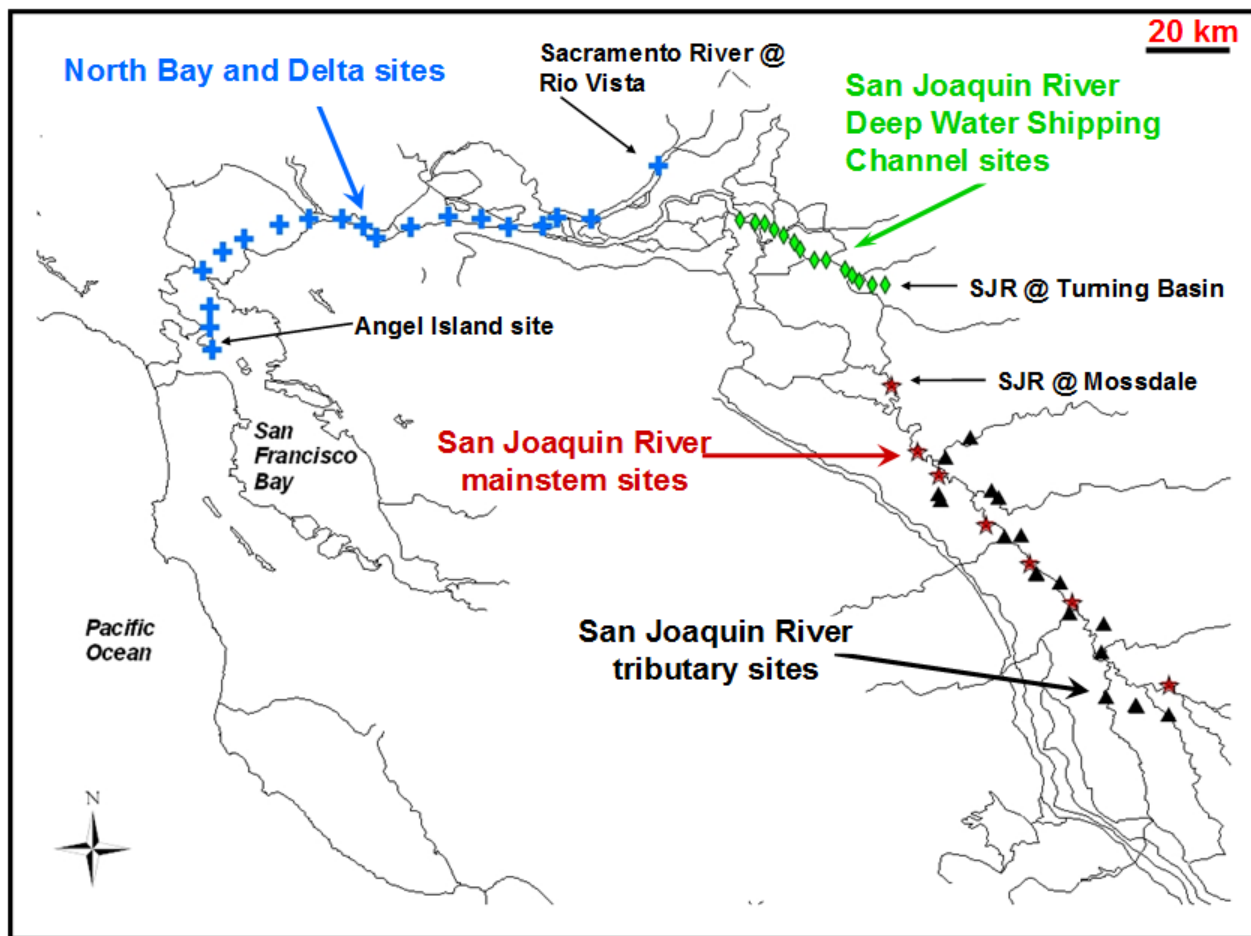 20 km
North Bay and Delta sites
Sacramento River @
Rio Vista
San Joaquin River
Deep Water Shipping
Channel sites
SJR @ Turning Basin
Angel Island site
SJR @ Mossdale
San
Francisco
Bay
San Joaquin River
mainstem sites
Pacific
Ocean
San Joaquin River
tributary sites
N